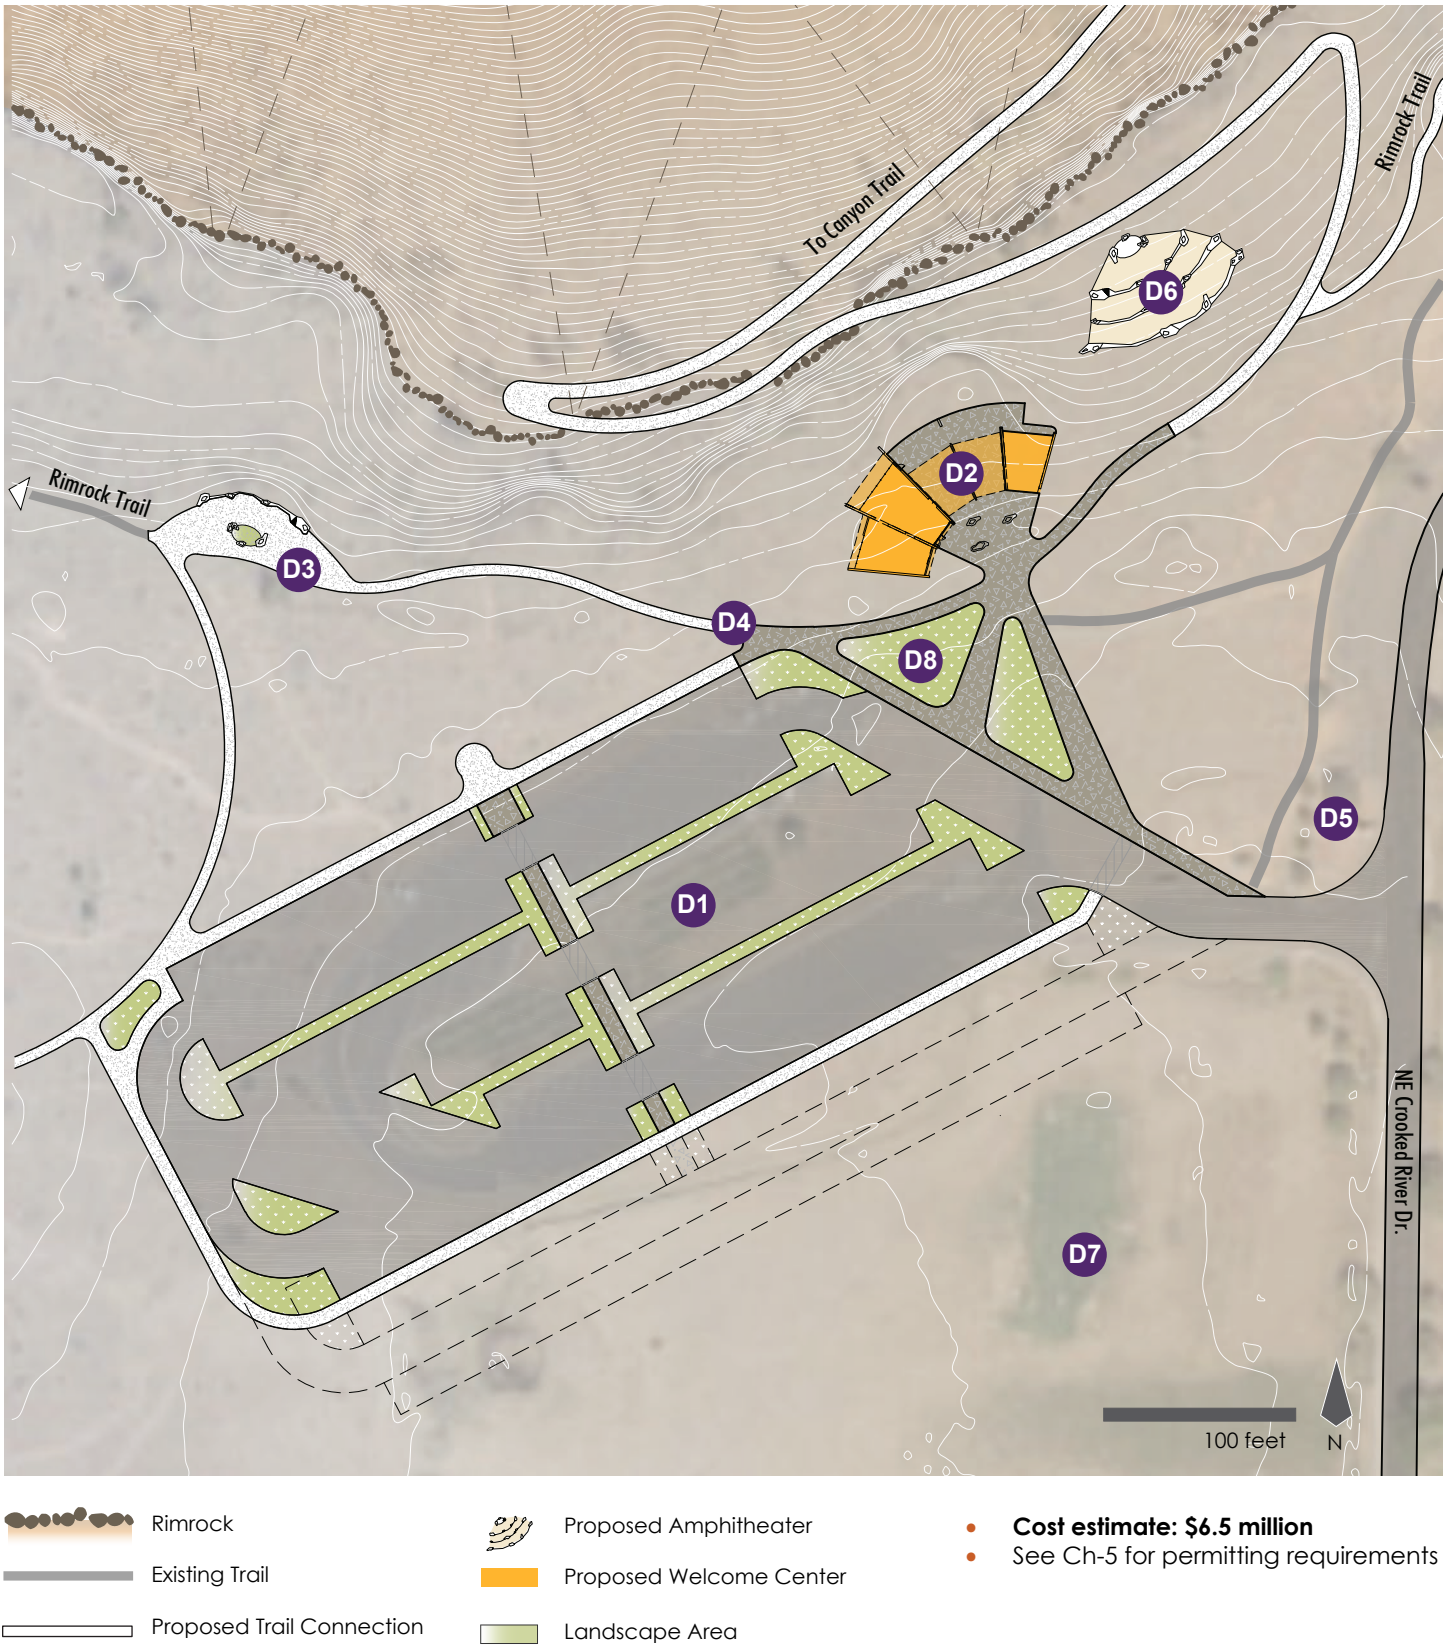 Rimrock Trail
To Canyon Trail
D6
D2
Rimrock Trail
D3
D4
D8
D5
D1
NE Crooked River Dr.
D7
100 feet
N
Rimrock
Existing Trail
Proposed Trail Connection
Proposed Amphitheater
Proposed Welcome Center
Landscape Area
• Cost estimate: $6.5 million
• See Ch-5 for permitting requirements